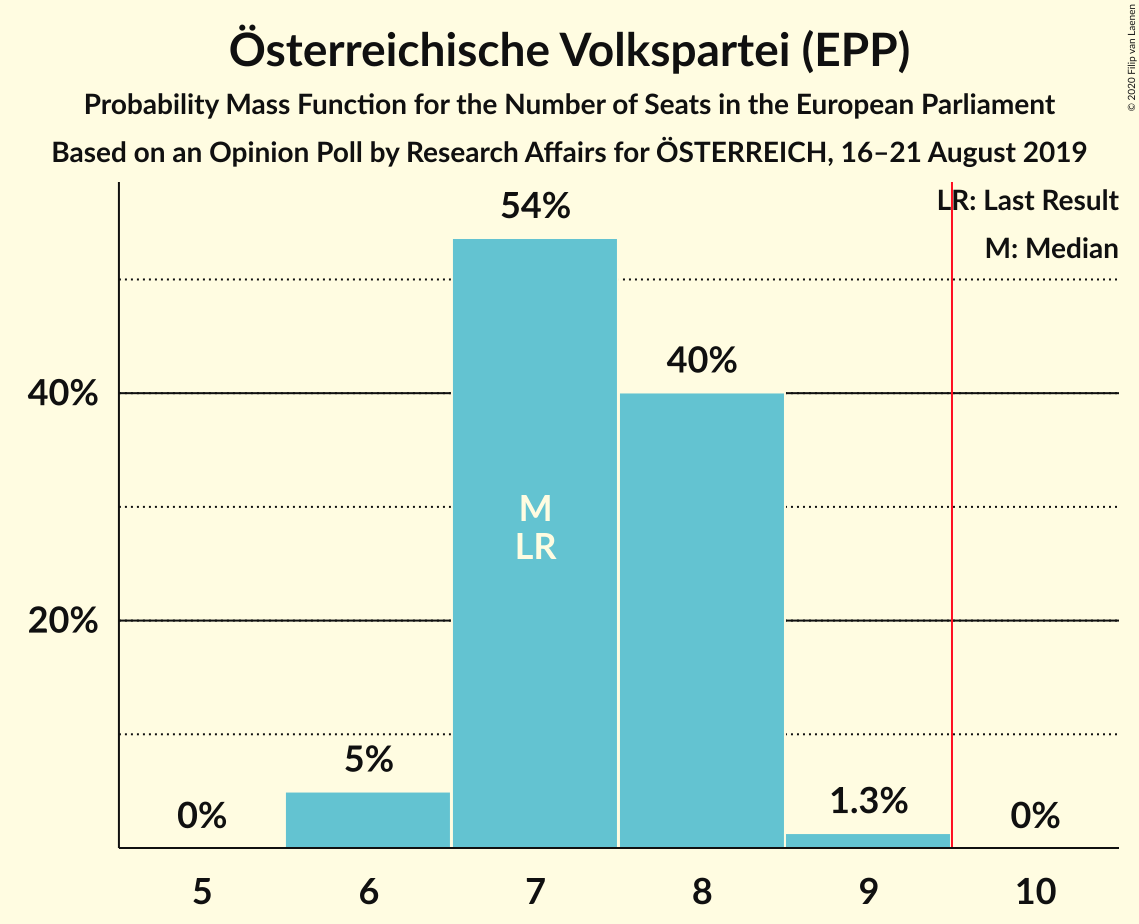 Österreichische Volkspartei (EPP)
Probability Mass Function for the Number of Seats in the European Parliament
Based on an Opinion Poll by Research Affairs for ÖSTERREICH, 16–21 August 2019
© 2020 Filip van Laenen
LR: Last Result
M: Median
54%
40%
40%
M
LR
20%
5%
0%
1.3%
0%
5 6 7 8 9 10